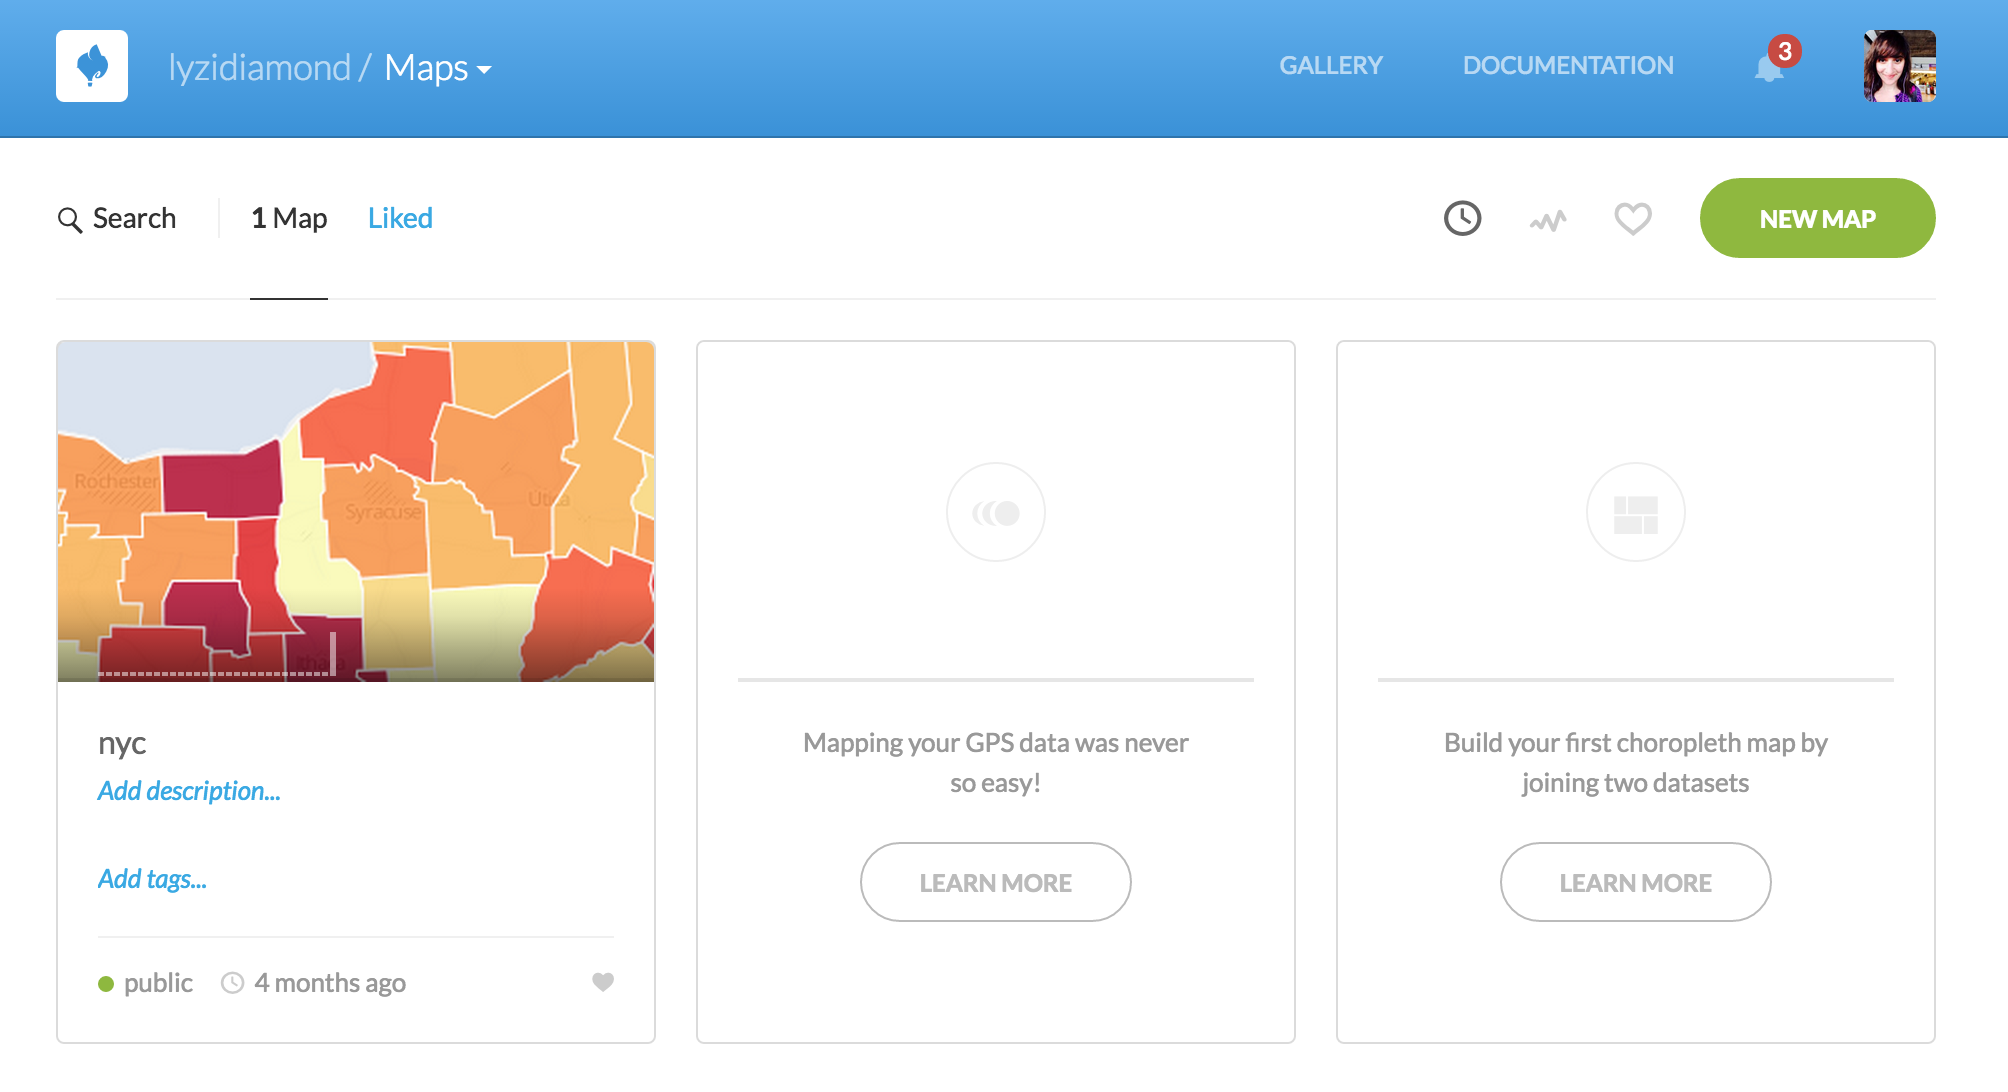 lyzidiamond / Maps
GALLERY
DOCUMENTATION
3
Search
1 Map
Liked
NEW MAP
Rochester
Syracuse
Utica
Ithaca
nyc
Add description...
Add tags...
public
4 months ago
Mapping your GPS data was never
so easy!
LEARN MORE
Build your first choropleth map by
joining two datasets
LEARN MORE